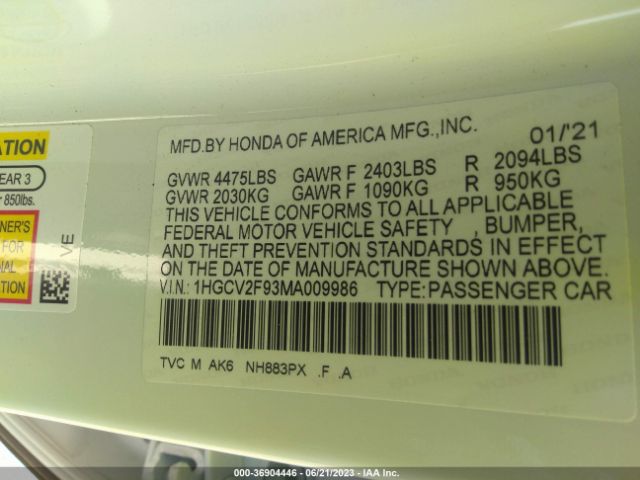 ATION
EAR 3
r 850lbs.
NER'S
FOR
NAL
ATION
VE
MFD.BY HONDA OF AMERICA MFG.,INC. 01/'21
GVWR 4475LBS GAWR F 2403LBS R 2094LBS
GVWR 2030KG GAWR F 1090KG R 950KG
THIS VEHICLE CONFORMS TO ALL APPLICABLE
FEDERAL MOTOR VEHICLE SAFETY , BUMPER,
AND THEFT PREVENTION STANDARDS IN EFFECT
ON THE DATE OF MANUFACTURE SHOWN ABOVE.
V.I.N.: 1HGCV2F93MA009986 TYPE:PASSENGER CAR
TVC M AK6 NH883PX .F .A
000-36904446 - 06/21/2023 - IAA Inc.